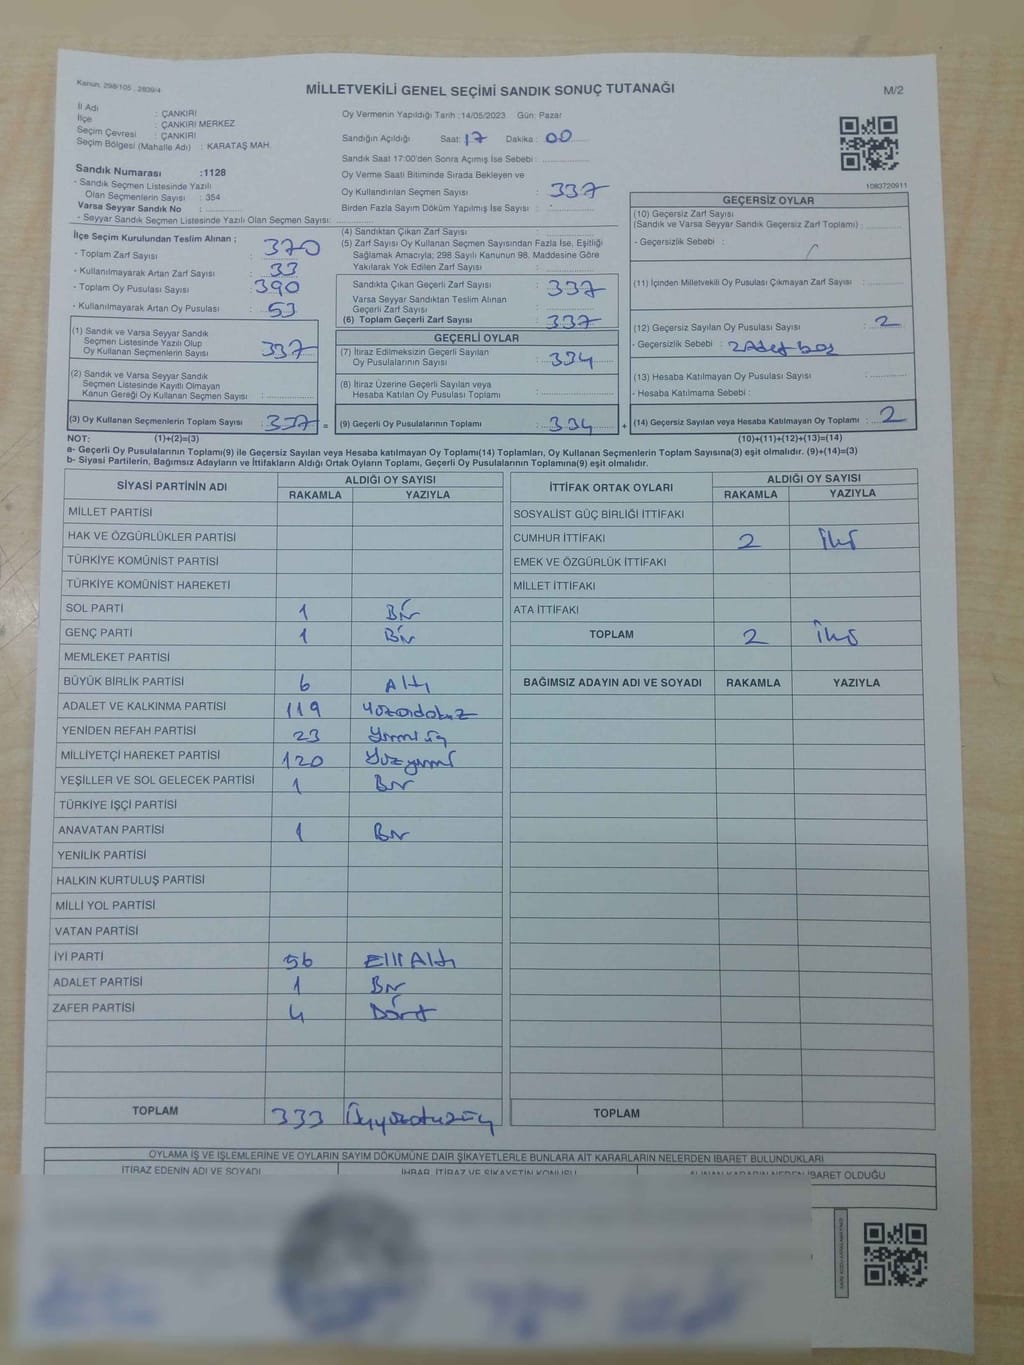 Kanun, 298/105 , 2839/4
MİLLETVEKİLİ GENEL SEÇİMİ SANDIK SONUÇ TUTANAĞI
M/2
İl Adı : ÇANKIRI
İlçe : ÇANKIRI MERKEZ
Seçim Çevresi : ÇANKIRI
Seçim Bölgesi (Mahalle Adı) : KARATAŞ MAH.
Sandık Numarası :1128
- Sandık Seçmen Listesinde Yazılı
Olan Seçmenlerin Sayısı : 354
Varsa Seyyar Sandık No :
- Seyyar Sandık Seçmen Listesinde Yazılı Olan Seçmen Sayısı:
Oy Vermenin Yapıldığı Tarih :14/05/2023 Gün: Pazar
Sandığın Açıldığı Saat: 17 Dakika : 00
Sandık Saat 17:00'den Sonra Açımış İse Sebebi :
Oy Verme Saati Bitiminde Sırada Bekleyen ve
Oy Kullandırılan Seçmen Sayısı : 337
Birden Fazla Sayım Döküm Yapılmış İse Sayısı :
1083720911
İlçe Seçim Kurulundan Teslim Alınan ;
- Toplam Zarf Sayısı : 370
- Kullanılmayarak Artan Zarf Sayısı : 33
- Toplam Oy Pusulası Sayısı : 390
- Kullanılmayarak Artan Oy Pusulası : 53
(1) Sandık ve Varsa Seyyar Sandık
Seçmen Listesinde Yazılı Olup
Oy Kullanan Seçmenlerin Sayısı : 337
(2) Sandık ve Varsa Seyyar Sandık
Seçmen Listesinde Kayıtlı Olmayan
Kanun Gereği Oy Kullanan Seçmen Sayısı :
(3) Oy Kullanan Seçmenlerin Toplam Sayısı : 337 =
(4) Sandıktan Çıkan Zarf Sayısı :
(5) Zarf Sayısı Oy Kullanan Seçmen Sayısından Fazla İse, Eşitliği
Sağlamak Amacıyla; 298 Sayılı Kanunun 98. Maddesine Göre
Yakılarak Yok Edilen Zarf Sayısı :
Sandıkta Çıkan Geçerli Zarf Sayısı : 337
Varsa Seyyar Sandıktan Teslim Alınan
Geçerli Zarf Sayısı :
(6) Toplam Geçerli Zarf Sayısı : 337
GEÇERLİ OYLAR
(7) İtiraz Edilmeksizin Geçerli Sayılan
Oy Pusulalarının Sayısı : 334
(8) İtiraz Üzerine Geçerli Sayılan veya
Hesaba Katılan Oy Pusulası Toplamı :
(9) Geçerli Oy Pusulalarının Toplamı : 334 +
GEÇERSİZ OYLAR
(10) Geçersiz Zarf Sayısı
(Sandık ve Varsa Seyyar Sandık Geçersiz Zarf Toplamı) :
- Geçersizlik Sebebi :
(11) İçinden Milletvekili Oy Pusulası Çıkmayan Zarf Sayısı :
(12) Geçersiz Sayılan Oy Pusulası Sayısı : 2
- Geçersizlik Sebebi : 2 Adet boş
(13) Hesaba Katılmayan Oy Pusulası Sayısı :
- Hesaba Katılmama Sebebi :
(14) Geçersiz Sayılan veya Hesaba Katılmayan Oy Toplamı : 2
NOT: (1)+(2)=(3) (10)+(11)+(12)+(13)=(14)
a- Geçerli Oy Pusulalarının Toplamı(9) ile Geçersiz Sayılan veya Hesaba katılmayan Oy Toplamı(14) Toplamları, Oy Kullanan Seçmenlerin Toplam Sayısına(3) eşit olmalıdır. (9)+(14)=(3)
b- Siyasi Partilerin, Bağımsız Adayların ve İttifakların Aldığı Ortak Oyların Toplamı, Geçerli Oy Pusulalarının Toplamına(9) eşit olmalıdır.
SİYASİ PARTİNİN ADI ALDIĞI OY SAYISI
RAKAMLA YAZIYLA
MİLLET PARTİSİ
HAK VE ÖZGÜRLÜKLER PARTİSİ
TÜRKİYE KOMÜNİST PARTİSİ
TÜRKİYE KOMÜNİST HAREKETİ
SOL PARTİ 1 Bir
GENÇ PARTİ 1 Bir
MEMLEKET PARTİSİ
BÜYÜK BİRLİK PARTİSİ 6 Altı
ADALET VE KALKINMA PARTİSİ 119 Yüzondokuz
YENİDEN REFAH PARTİSİ 23 Yirmi üç
MİLLİYETÇİ HAREKET PARTİSİ 120 Yüzyirmi
YEŞİLLER VE SOL GELECEK PARTİSİ 1 Bir
TÜRKİYE İŞÇİ PARTİSİ
ANAVATAN PARTİSİ 1 Bir
YENİLİK PARTİSİ
HALKIN KURTULUŞ PARTİSİ
MİLLİ YOL PARTİSİ
VATAN PARTİSİ
İYİ PARTİ 56 Elli Altı
ADALET PARTİSİ 1 Bir
ZAFER PARTİSİ 4 Dört
TOPLAM 333 Üçyüzotuzüç
İTTİFAK ORTAK OYLARI ALDIĞI OY SAYISI
RAKAMLA YAZIYLA
SOSYALİST GÜÇ BİRLİĞİ İTTİFAKI
CUMHUR İTTİFAKI 2 İki
EMEK VE ÖZGÜRLÜK İTTİFAKI
MİLLET İTTİFAKI
ATA İTTİFAKI
TOPLAM 2 İki
BAĞIMSIZ ADAYIN ADI VE SOYADI RAKAMLA YAZIYLA
TOPLAM
OYLAMA İŞ VE İŞLEMLERİNE VE OYLARIN SAYIM DÖKÜMÜNE DAİR ŞİKAYETLERLE BUNLARA AİT KARARLARIN NELERDEN İBARET BULUNDUKLARI
İTİRAZ EDENİN ADI VE SOYADI İHBAR, İTİRAZ VE ŞİKAYETİN KONUSU ALINAN KARARIN NEDEN İBARET OLDUĞU